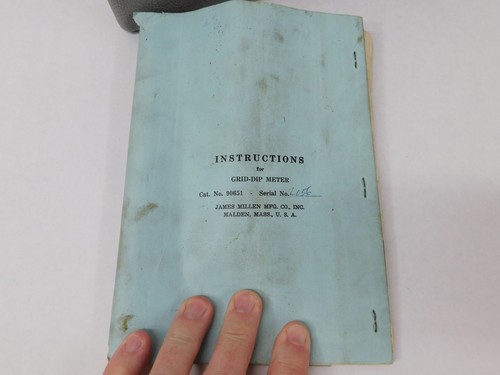 INSTRUCTIONS
for
GRID-DIP METER
Cat. No. 90651 - Serial No.
JAMES MILLEN MFG. CO., INC.
MALDEN, MASS., U. S. A.